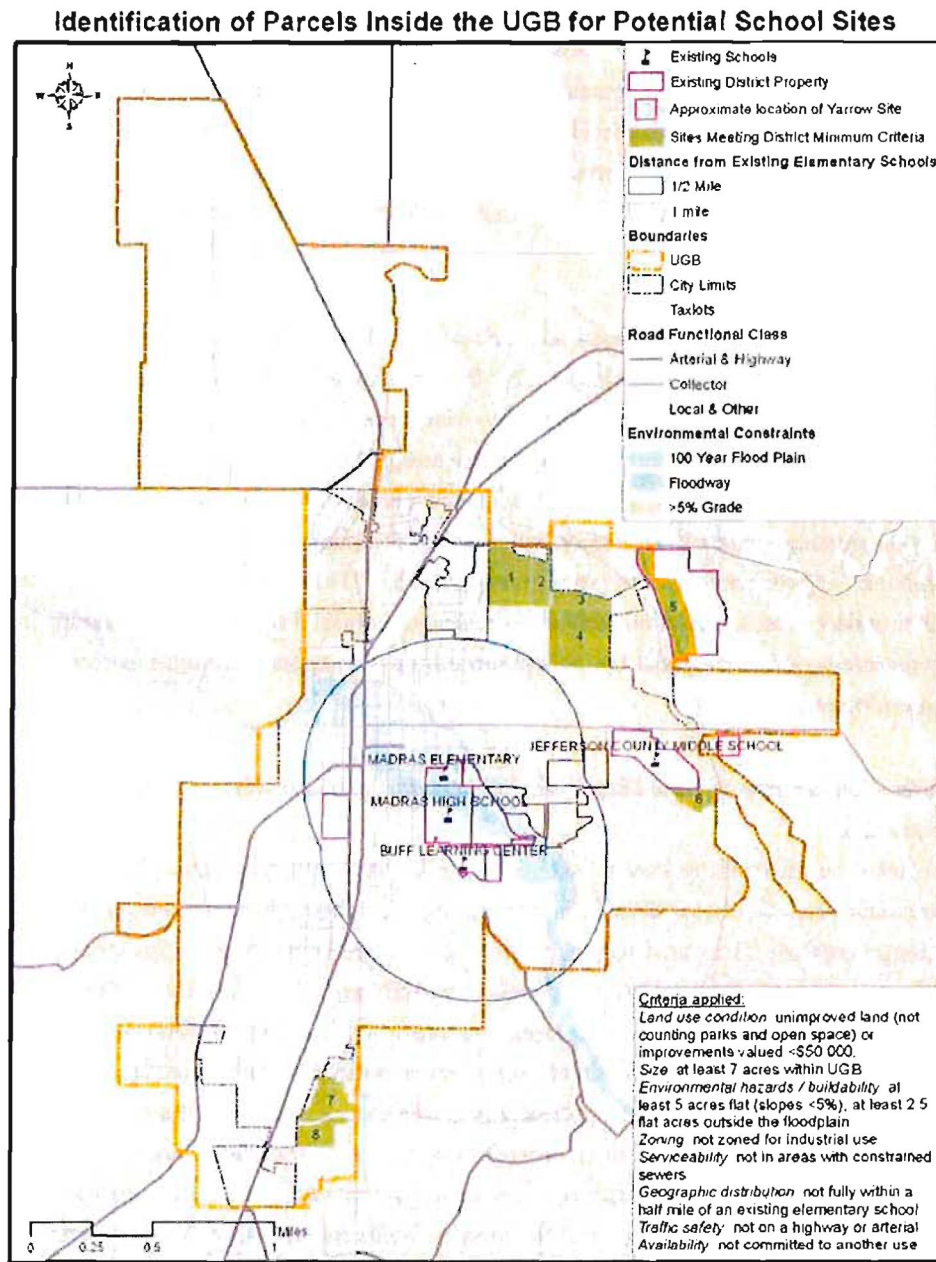 Identification of Parcels Inside the UGB for Potential School Sites
N
W E
S
Existing Schools
Existing District Property
Approximate location of Yarrow Site
Sites Meeting District Minimum Criteria
Distance from Existing Elementary Schools
1/2 Mile
1 mile
Boundaries
UGB
City Limits
Taxlots
Road Functional Class
Arterial & Highway
Collector
Local & Other
Environmental Constraints
100 Year Flood Plain
Floodway
>5% Grade
1
2
3
4
5
JEFFERSON COUNTY MIDDLE SCHOOL
MADRAS ELEMENTARY
6
MADRAS HIGH SCHOOL
BUFF LEARNING CENTER
7
8
Miles
0 0.25 0.5 1
Criteria applied:
Land use condition unimproved land (not
counting parks and open space) or
improvements valued <$50 000.
Size at least 7 acres within UGB
Environmental hazards / buildability at
least 5 acres flat (slopes <5%), at least 2 5
flat acres outside the floodplain
Zoning not zoned for industrial use
Serviceability not in areas with constrained
sewers
Geographic distribution not fully within a
half mile of an existing elementary school
Traffic safety not on a highway or arterial
Availability not committed to another use